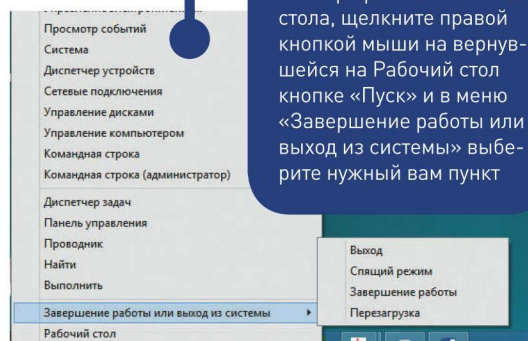 Просмотр событий
Система
Диспетчер устройств
Сетевые подключения
Управление дисками
Управление компьютером
Командная строка
Командная строка (администратор)
Диспетчер задач
Панель управления
Проводник
Найти
Выполнить
Завершение работы или выход из системы
Рабочий стол
стола, щелкните правой
кнопкой мыши на вернув-
шейся на Рабочий стол
кнопке «Пуск» и в меню
«Завершение работы или
выход из системы» выбе-
рите нужный вам пункт
Выход
Спящий режим
Завершение работы
Перезагрузка